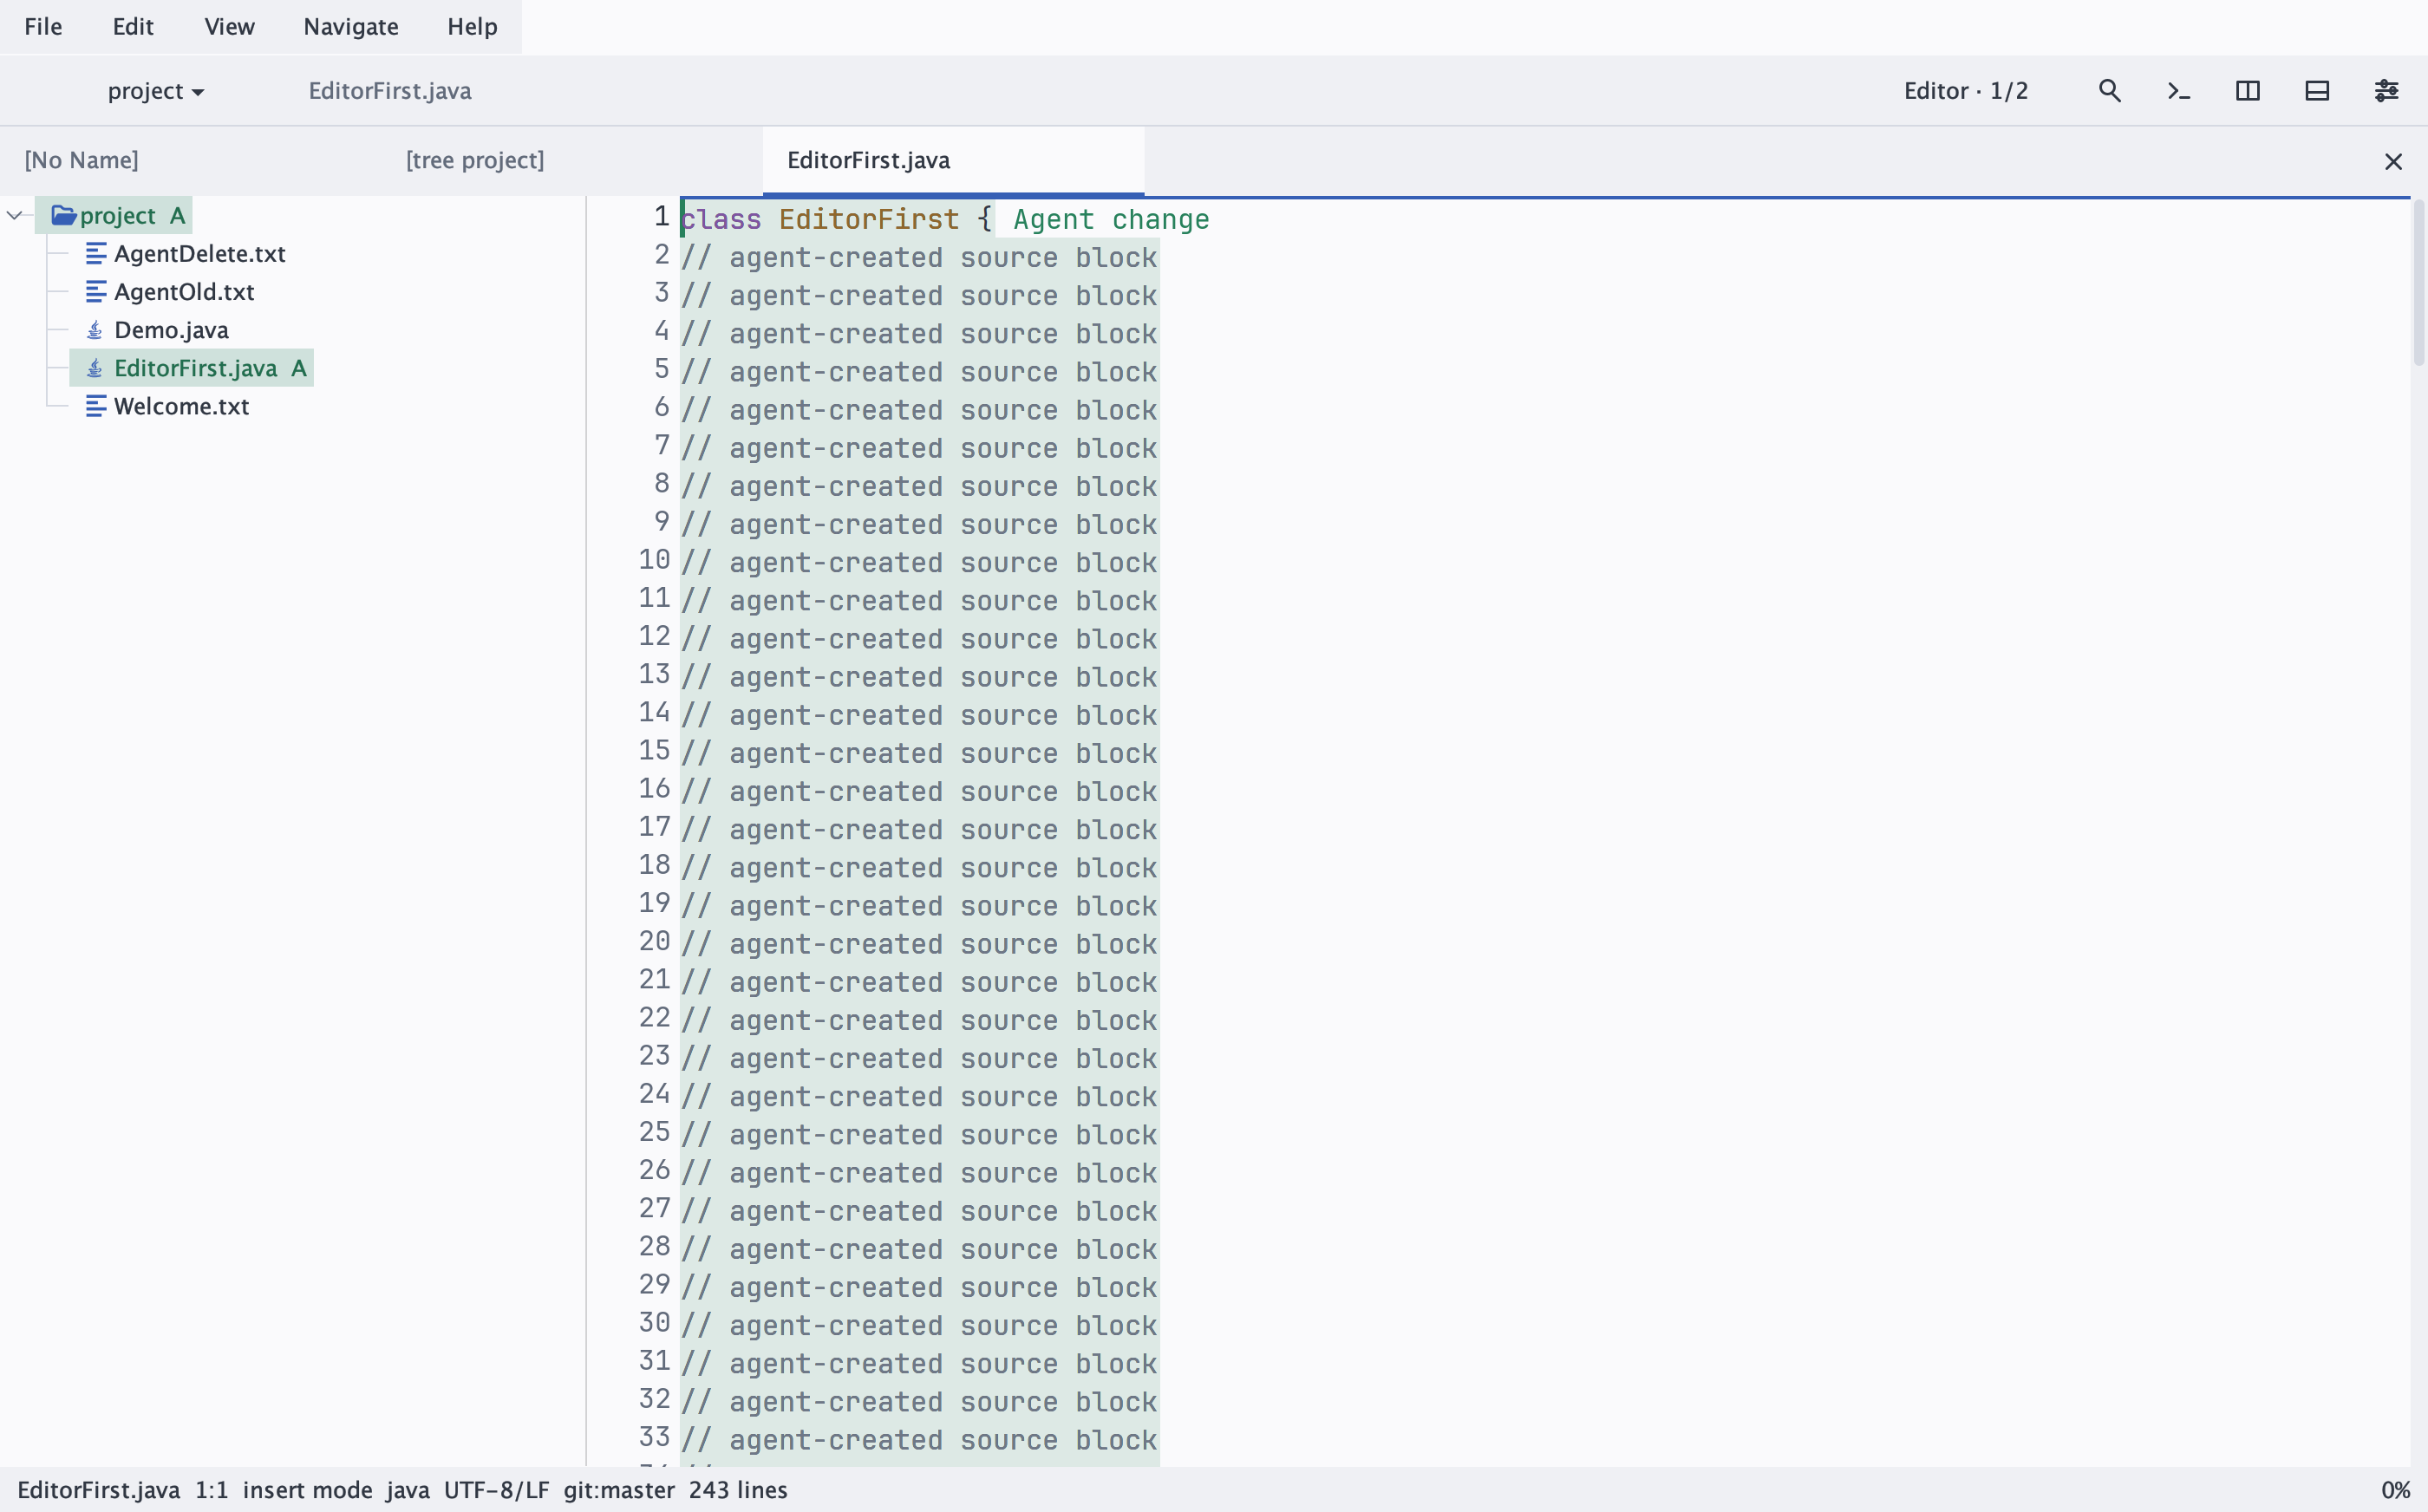 File Edit View Navigate Help
project EditorFirst.java Editor · 1/2
[No Name] [tree project] EditorFirst.java
project A
AgentDelete.txt
AgentOld.txt
Demo.java
EditorFirst.java A
Welcome.txt
1 class EditorFirst { Agent change
2 // agent-created source block
3 // agent-created source block
4 // agent-created source block
5 // agent-created source block
6 // agent-created source block
7 // agent-created source block
8 // agent-created source block
9 // agent-created source block
10 // agent-created source block
11 // agent-created source block
12 // agent-created source block
13 // agent-created source block
14 // agent-created source block
15 // agent-created source block
16 // agent-created source block
17 // agent-created source block
18 // agent-created source block
19 // agent-created source block
20 // agent-created source block
21 // agent-created source block
22 // agent-created source block
23 // agent-created source block
24 // agent-created source block
25 // agent-created source block
26 // agent-created source block
27 // agent-created source block
28 // agent-created source block
29 // agent-created source block
30 // agent-created source block
31 // agent-created source block
32 // agent-created source block
33 // agent-created source block
EditorFirst.java 1:1 insert mode java UTF-8/LF git:master 243 lines 0%